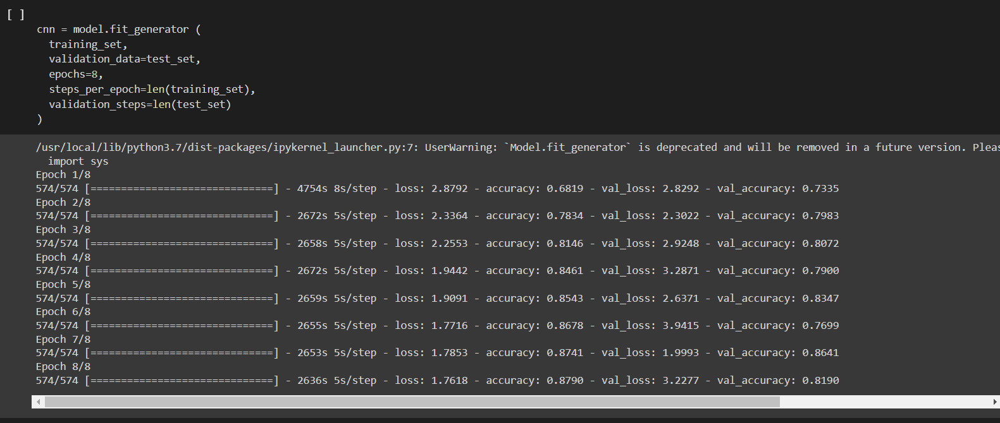 [ ]
cnn = model.fit_generator (
training_set,
validation_data=test_set,
epochs=8,
steps_per_epoch=len(training_set),
validation_steps=len(test_set)
)
/usr/local/lib/python3.7/dist-packages/ipykernel_launcher.py:7: UserWarning: `Model.fit_generator` is deprecated and will be removed in a future version. Pleas
import sys
Epoch 1/8
574/574 [==============================] - 4754s 8s/step - loss: 2.8792 - accuracy: 0.6819 - val_loss: 2.8292 - val_accuracy: 0.7335
Epoch 2/8
574/574 [==============================] - 2672s 5s/step - loss: 2.3364 - accuracy: 0.7834 - val_loss: 2.3022 - val_accuracy: 0.7983
Epoch 3/8
574/574 [==============================] - 2658s 5s/step - loss: 2.2553 - accuracy: 0.8146 - val_loss: 2.9248 - val_accuracy: 0.8072
Epoch 4/8
574/574 [==============================] - 2672s 5s/step - loss: 1.9442 - accuracy: 0.8461 - val_loss: 3.2871 - val_accuracy: 0.7900
Epoch 5/8
574/574 [==============================] - 2659s 5s/step - loss: 1.9091 - accuracy: 0.8543 - val_loss: 2.6371 - val_accuracy: 0.8347
Epoch 6/8
574/574 [==============================] - 2655s 5s/step - loss: 1.7716 - accuracy: 0.8678 - val_loss: 3.9415 - val_accuracy: 0.7699
Epoch 7/8
574/574 [==============================] - 2653s 5s/step - loss: 1.7853 - accuracy: 0.8741 - val_loss: 1.9993 - val_accuracy: 0.8641
Epoch 8/8
574/574 [==============================] - 2636s 5s/step - loss: 1.7618 - accuracy: 0.8790 - val_loss: 3.2277 - val_accuracy: 0.8190